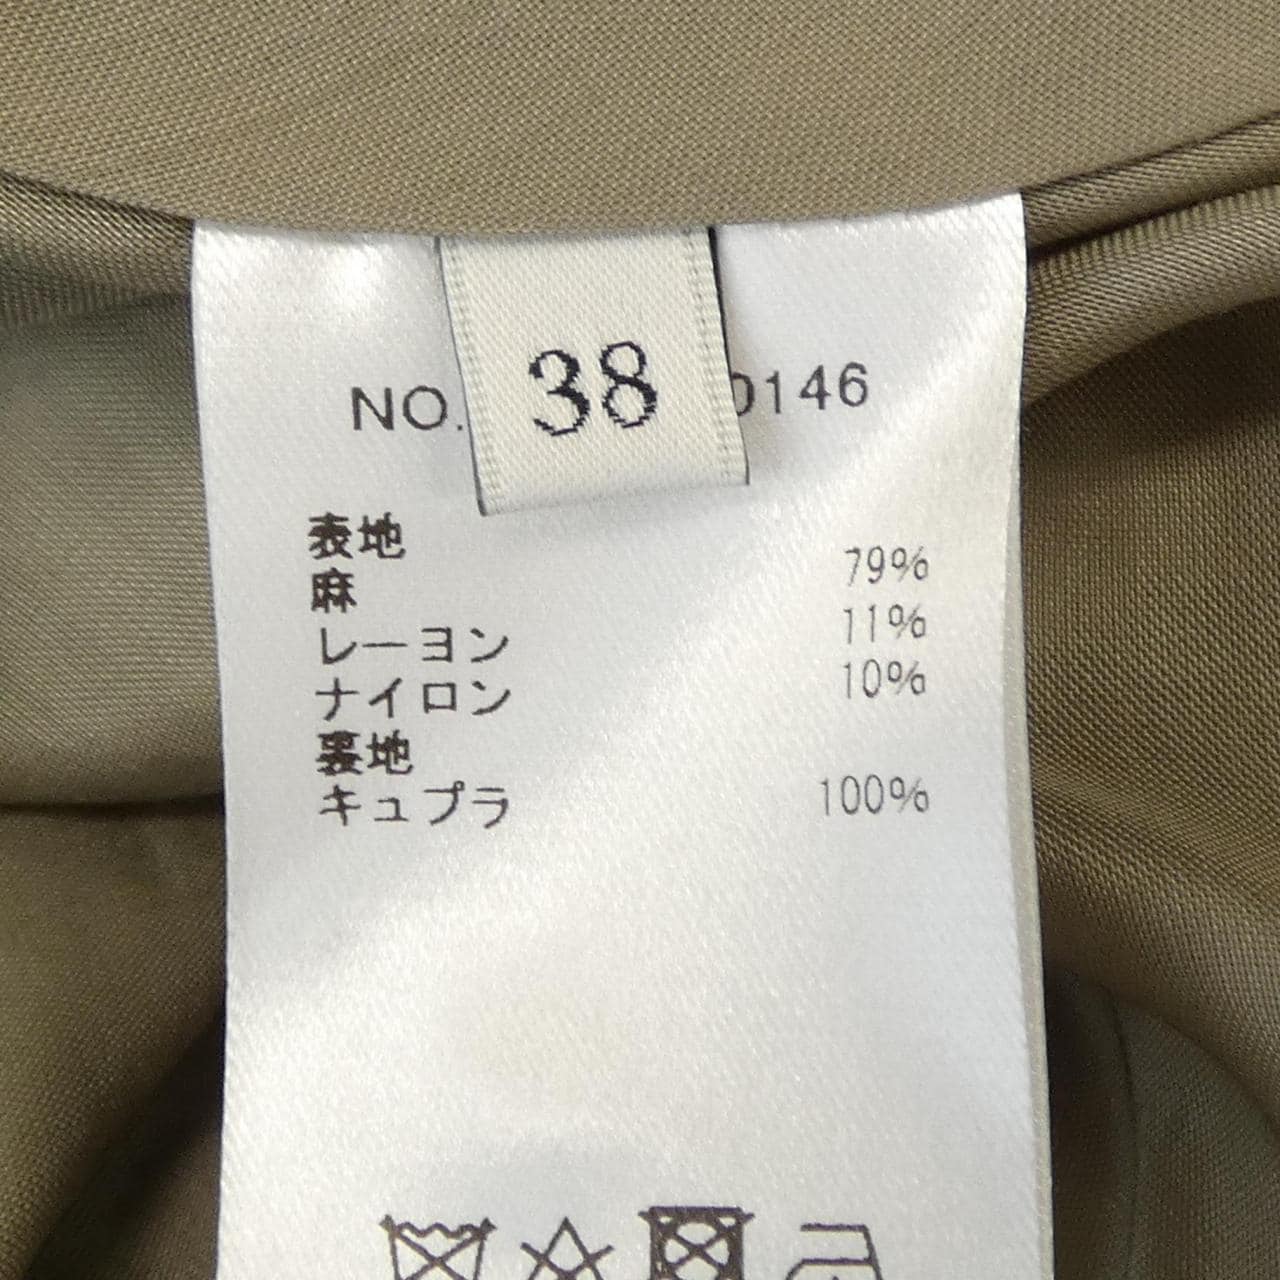 38
NO. 0146
表地
麻 79%
レーヨン 11%
ナイロン 10%
裏地
キュプラ 100%